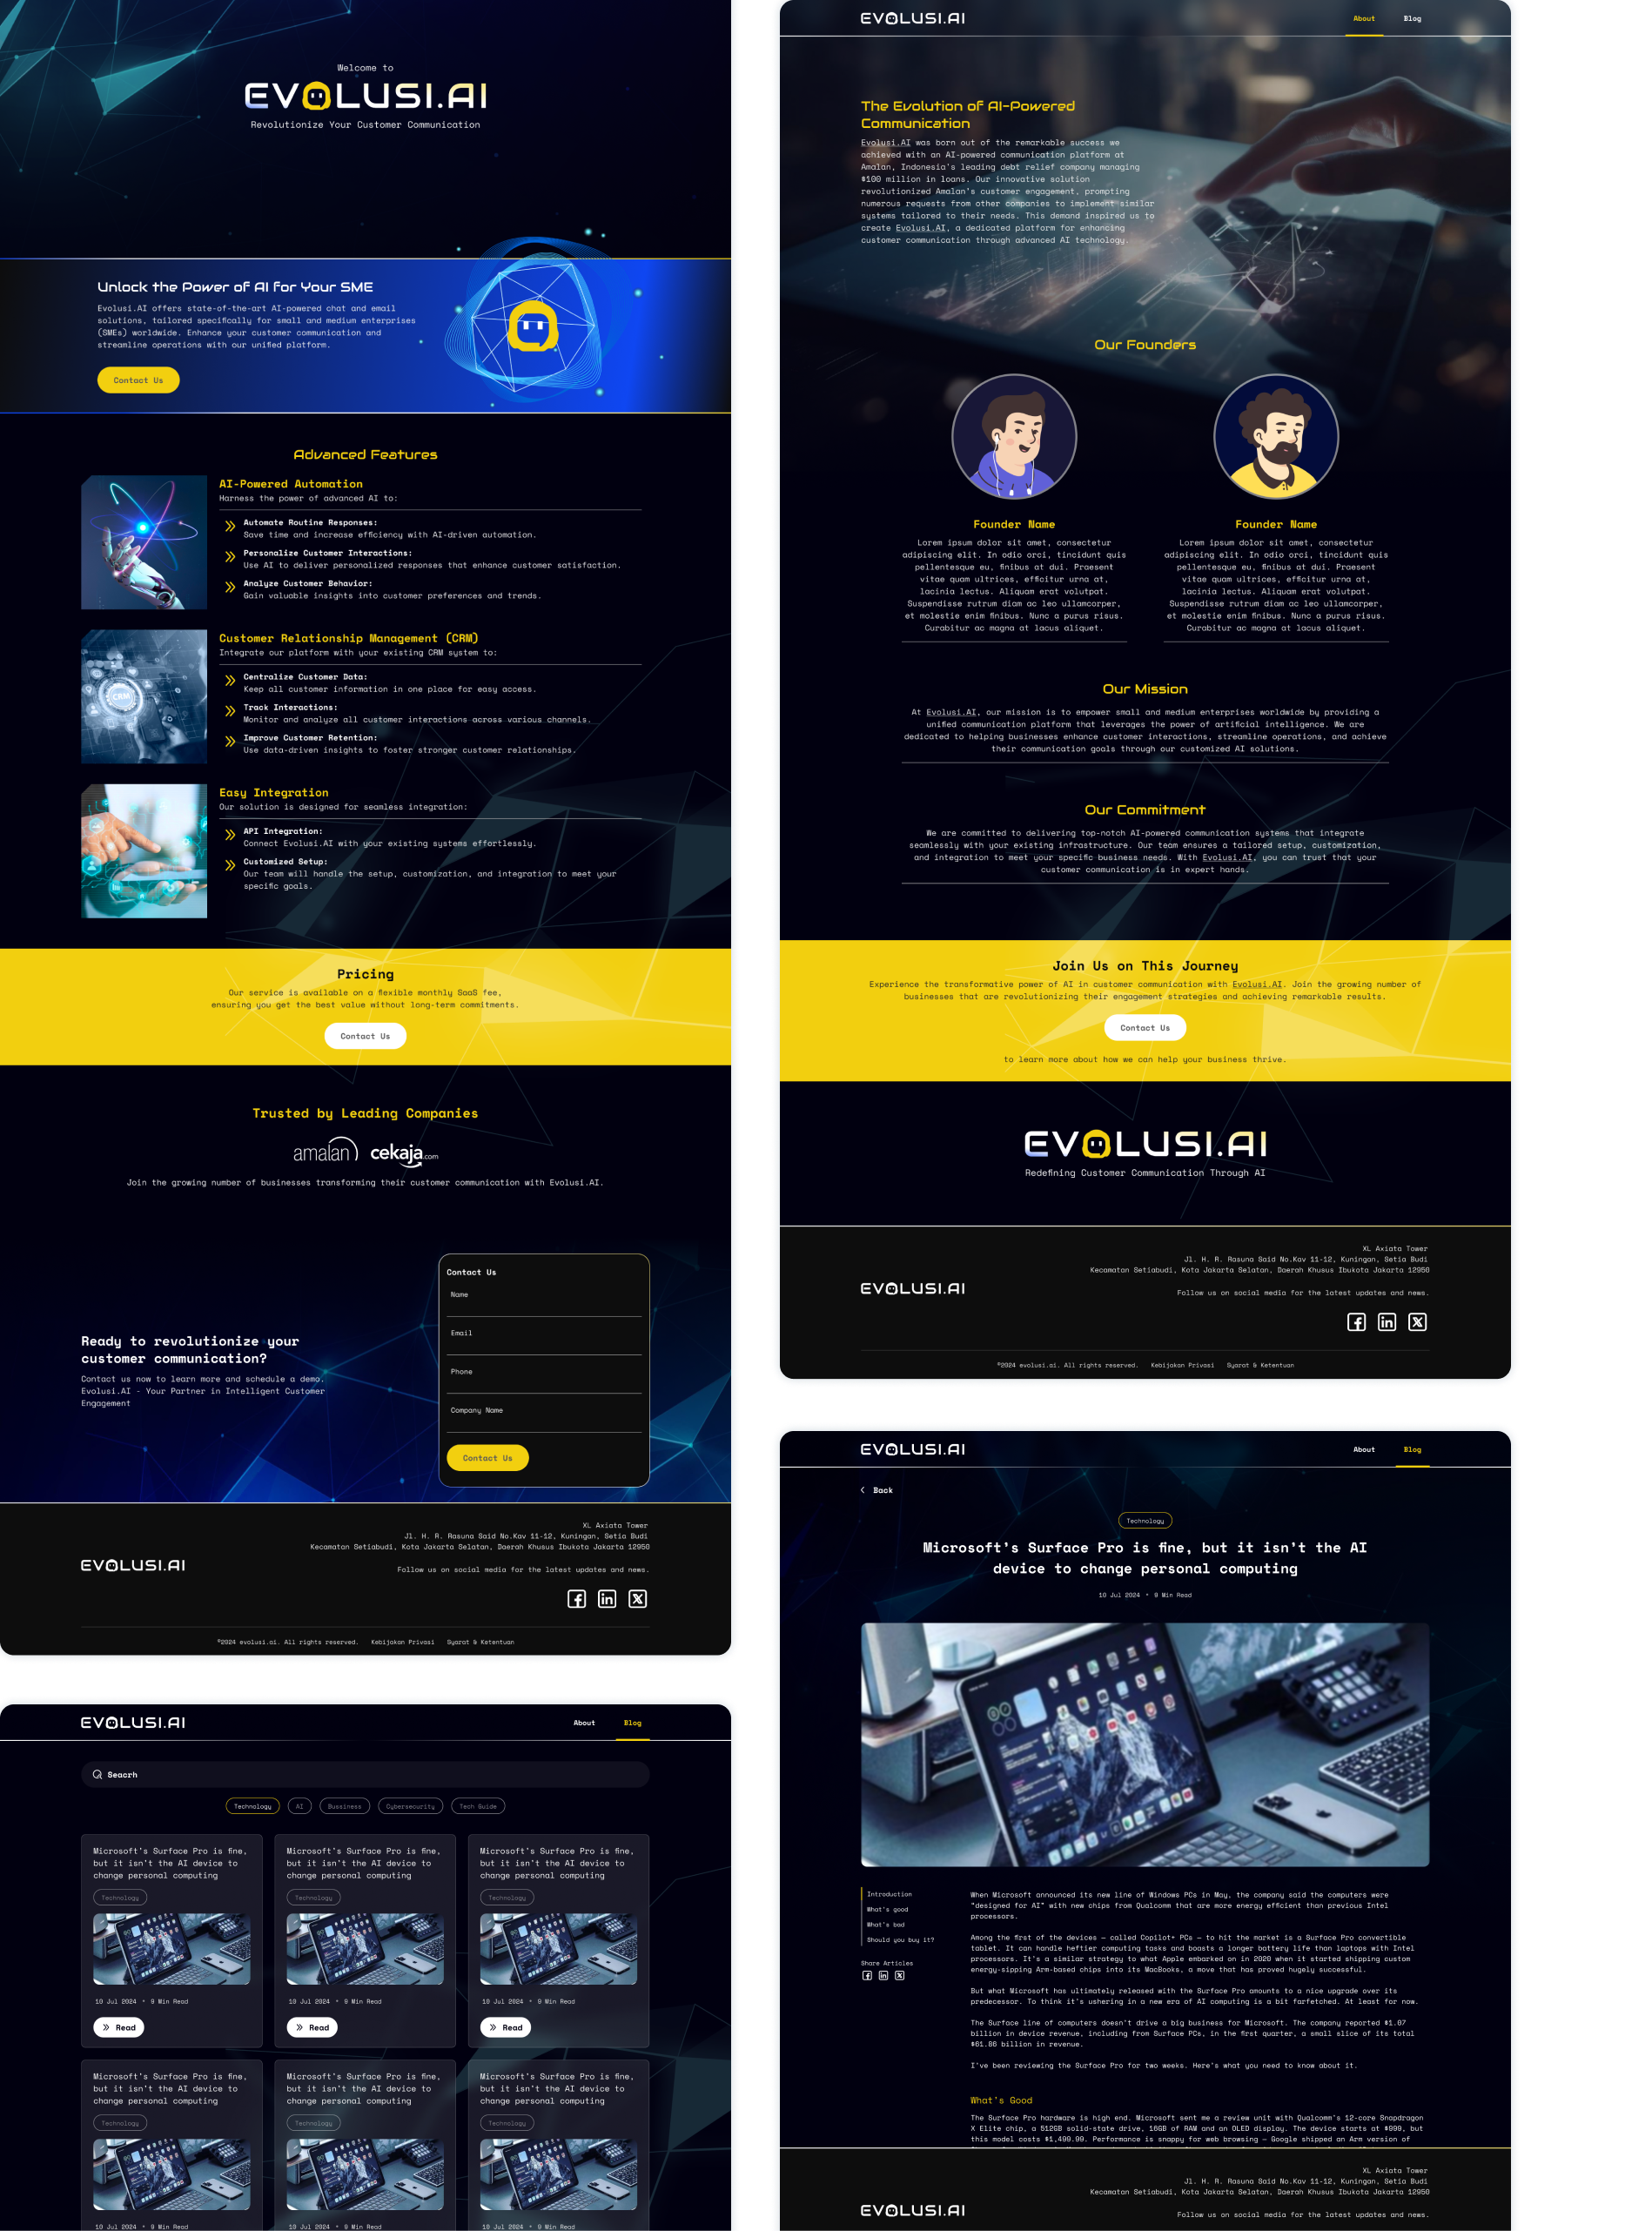 Welcome to
EVOLUSI.AI
Revolutionize Your Customer Communication
Unlock the Power of AI for Your SME
Evolusi.AI offers state-of-the-art AI-powered chat and email
solutions, tailored specifically for small and medium enterprises
(SMEs) worldwide. Enhance your customer communication and
streamline operations with our unified platform.
Contact Us
Advanced Features
AI-Powered Automation
Harness the power of advanced AI to:
Automate Routine Responses:
Save time and increase efficiency with AI-driven automation.
Personalize Customer Interactions:
Use AI to deliver personalized responses that enhance customer satisfaction.
Analyze Customer Behavior:
Gain valuable insights into customer preferences and trends.
CRM
Customer Relationship Management (CRM)
Integrate our platform with your existing CRM system to:
Centralize Customer Data:
Keep all customer information in one place for easy access.
Track Interactions:
Monitor and analyze all customer interactions across various channels.
Improve Customer Retention:
Use data-driven insights to foster stronger customer relationships.
Easy Integration
Our solution is designed for seamless integration:
API Integration:
Connect Evolusi.AI with your existing systems effortlessly.
Customized Setup:
Our team will handle the setup, customization, and integration to meet your
specific goals.
Pricing
Our service is available on a flexible monthly SaaS fee,
ensuring you get the best value without long-term commitments.
Contact Us
Trusted by Leading Companies
amalan cekaja.com
Join the growing number of businesses transforming their customer communication with Evolusi.AI.
Ready to revolutionize your
customer communication?
Contact us now to learn more and schedule a demo.
Evolusi.AI - Your Partner in Intelligent Customer
Engagement
Contact Us
Name
Email
Phone
Company Name
Contact Us
EVOLUSI.AI
XL Axiata Tower
Jl. H. R. Rasuna Said No.Kav 11-12, Kuningan, Setia Budi
Kecamatan Setiabudi, Kota Jakarta Selatan, Daerah Khusus Ibukota Jakarta 12950
Follow us on social media for the latest updates and news.
©2024 evolusi.ai. All rights reserved. Kebijakan Privasi Syarat & Ketentuan
EVOLUSI.AI
About Blog
Seacrh
Technology AI Bussiness Cybersecurity Tech Guide
Microsoft's Surface Pro is fine,
but it isn't the AI device to
change personal computing
Technology
10 Jul 2024 • 9 Min Read
Read
Microsoft's Surface Pro is fine,
but it isn't the AI device to
change personal computing
Technology
10 Jul 2024 • 9 Min Read
Read
Microsoft's Surface Pro is fine,
but it isn't the AI device to
change personal computing
Technology
10 Jul 2024 • 9 Min Read
Read
Microsoft's Surface Pro is fine,
but it isn't the AI device to
change personal computing
Technology
10 Jul 2024 • 9 Min Read
Microsoft's Surface Pro is fine,
but it isn't the AI device to
change personal computing
Technology
10 Jul 2024 • 9 Min Read
Microsoft's Surface Pro is fine,
but it isn't the AI device to
change personal computing
Technology
10 Jul 2024 • 9 Min Read
EVOLUSI.AI
About Blog
The Evolution of AI-Powered
Communication
Evolusi.AI was born out of the remarkable success we
achieved with an AI-powered communication platform at
Amalan, Indonesia's leading debt relief company managing
$100 million in loans. Our innovative solution
revolutionized Amalan's customer engagement, prompting
numerous requests from other companies to implement similar
systems tailored to their needs. This demand inspired us to
create Evolusi.AI, a dedicated platform for enhancing
customer communication through advanced AI technology.
Our Founders
Founder Name
Lorem ipsum dolor sit amet, consectetur
adipiscing elit. In odio orci, tincidunt quis
pellentesque eu, finibus at dui. Praesent
vitae quam ultrices, efficitur urna at,
lacinia lectus. Aliquam erat volutpat.
Suspendisse rutrum diam ac leo ullamcorper,
et molestie enim finibus. Nunc a purus risus.
Curabitur ac magna at lacus aliquet.
Founder Name
Lorem ipsum dolor sit amet, consectetur
adipiscing elit. In odio orci, tincidunt quis
pellentesque eu, finibus at dui. Praesent
vitae quam ultrices, efficitur urna at,
lacinia lectus. Aliquam erat volutpat.
Suspendisse rutrum diam ac leo ullamcorper,
et molestie enim finibus. Nunc a purus risus.
Curabitur ac magna at lacus aliquet.
Our Mission
At Evolusi.AI, our mission is to empower small and medium enterprises worldwide by providing a
unified communication platform that leverages the power of artificial intelligence. We are
dedicated to helping businesses enhance customer interactions, streamline operations, and achieve
their communication goals through our customized AI solutions.
Our Commitment
We are committed to delivering top-notch AI-powered communication systems that integrate
seamlessly with your existing infrastructure. Our team ensures a tailored setup, customization,
and integration to meet your specific business needs. With Evolusi.AI, you can trust that your
customer communication is in expert hands.
Join Us on This Journey
Experience the transformative power of AI in customer communication with Evolusi.AI. Join the growing number of
businesses that are revolutionizing their engagement strategies and achieving remarkable results.
Contact Us
to learn more about how we can help your business thrive.
EVOLUSI.AI
Redefining Customer Communication Through AI
EVOLUSI.AI
XL Axiata Tower
Jl. H. R. Rasuna Said No.Kav 11-12, Kuningan, Setia Budi
Kecamatan Setiabudi, Kota Jakarta Selatan, Daerah Khusus Ibukota Jakarta 12950
Follow us on social media for the latest updates and news.
©2024 evolusi.ai. All rights reserved. Kebijakan Privasi Syarat & Ketentuan
EVOLUSI.AI
About Blog
Back
Technology
Microsoft's Surface Pro is fine, but it isn't the AI
device to change personal computing
10 Jul 2024 • 9 Min Read
Introduction
What's good
What's bad
Should you buy it?
Share Articles
When Microsoft announced its new line of Windows PCs in May, the company said the computers were
"designed for AI" with new chips from Qualcomm that are more energy efficient than previous Intel
processors.
Among the first of the devices — called Copilot+ PCs — to hit the market is a Surface Pro convertible
tablet. It can handle heftier computing tasks and boasts a longer battery life than laptops with Intel
processors. It's a similar strategy to what Apple embarked on in 2020 when it started shipping custom
energy-sipping Arm-based chips into its MacBooks, a move that has proved hugely successful.
But what Microsoft has ultimately released with the Surface Pro amounts to a nice upgrade over its
predecessor. To think it's ushering in a new era of AI computing is a bit farfetched. At least for now.
The Surface line of computers doesn't drive a big business for Microsoft. The company reported $1.07
billion in device revenue, including from Surface PCs, in the first quarter, a small slice of its total
$61.86 billion in revenue.
I've been reviewing the Surface Pro for two weeks. Here's what you need to know about it.
What's Good
The Surface Pro hardware is high end. Microsoft sent me a review unit with Qualcomm's 12-core Snapdragon
X Elite chip, a 512GB solid-state drive, 16GB of RAM and an OLED display. The device starts at $999, but
this model costs $1,499.99. Performance is snappy for web browsing — Google shipped an Arm version of
EVOLUSI.AI
XL Axiata Tower
Jl. H. R. Rasuna Said No.Kav 11-12, Kuningan, Setia Budi
Kecamatan Setiabudi, Kota Jakarta Selatan, Daerah Khusus Ibukota Jakarta 12950
Follow us on social media for the latest updates and news.